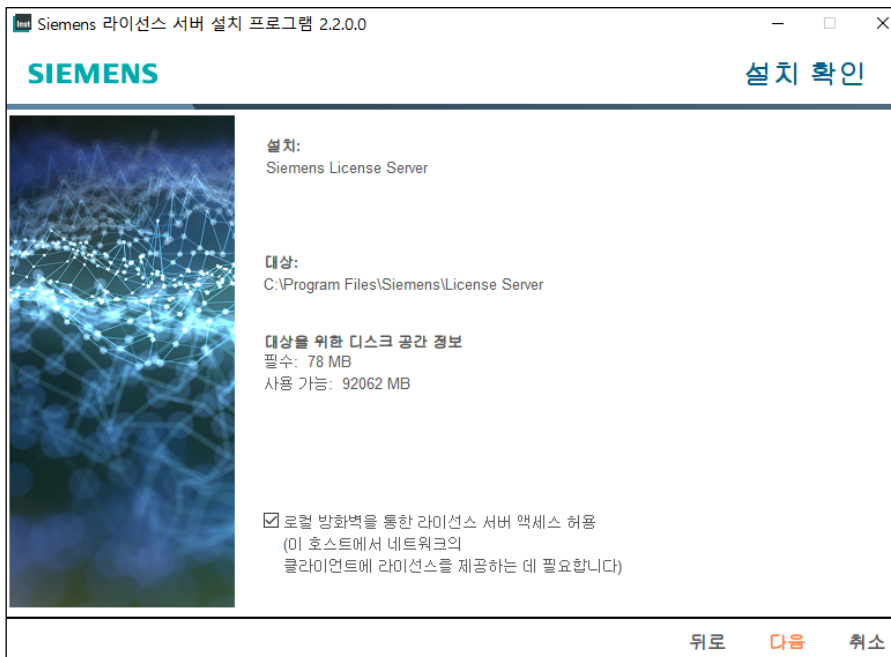 Inst Siemens 라이선스 서버 설치 프로그램 2.2.0.0
SIEMENS
설치 확인
설치:
Siemens License Server
대상:
C:\Program Files\Siemens\License Server
대상을 위한 디스크 공간 정보
필수: 78 MB
사용 가능: 92062 MB
로컬 방화벽을 통한 라이선스 서버 액세스 허용
(이 호스트에서 네트워크의
클라이언트에 라이선스를 제공하는 데 필요합니다)
뒤로 다음 취소